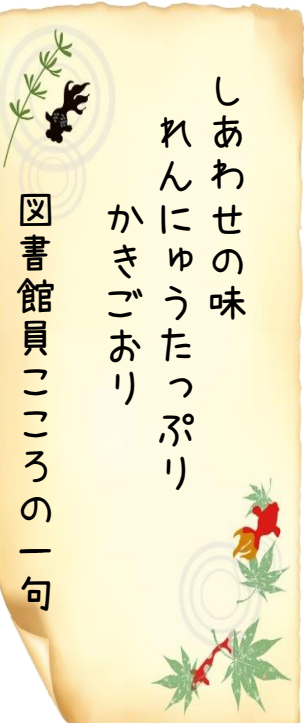 しあわせの味
れんにゅうたっぷり
かきごおり
図書館員こころの一句